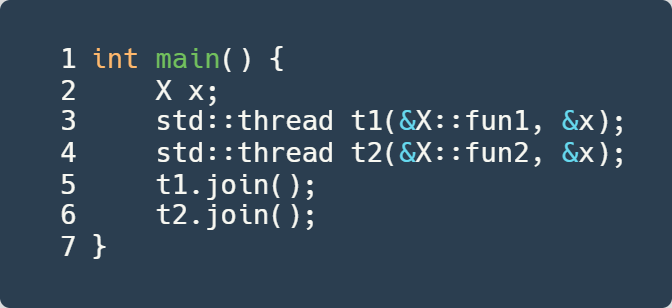 1 int main() {
2     X x;
3     std::thread t1(&X::fun1, &x);
4     std::thread t2(&X::fun2, &x);
5     t1.join();
6     t2.join();
7 }